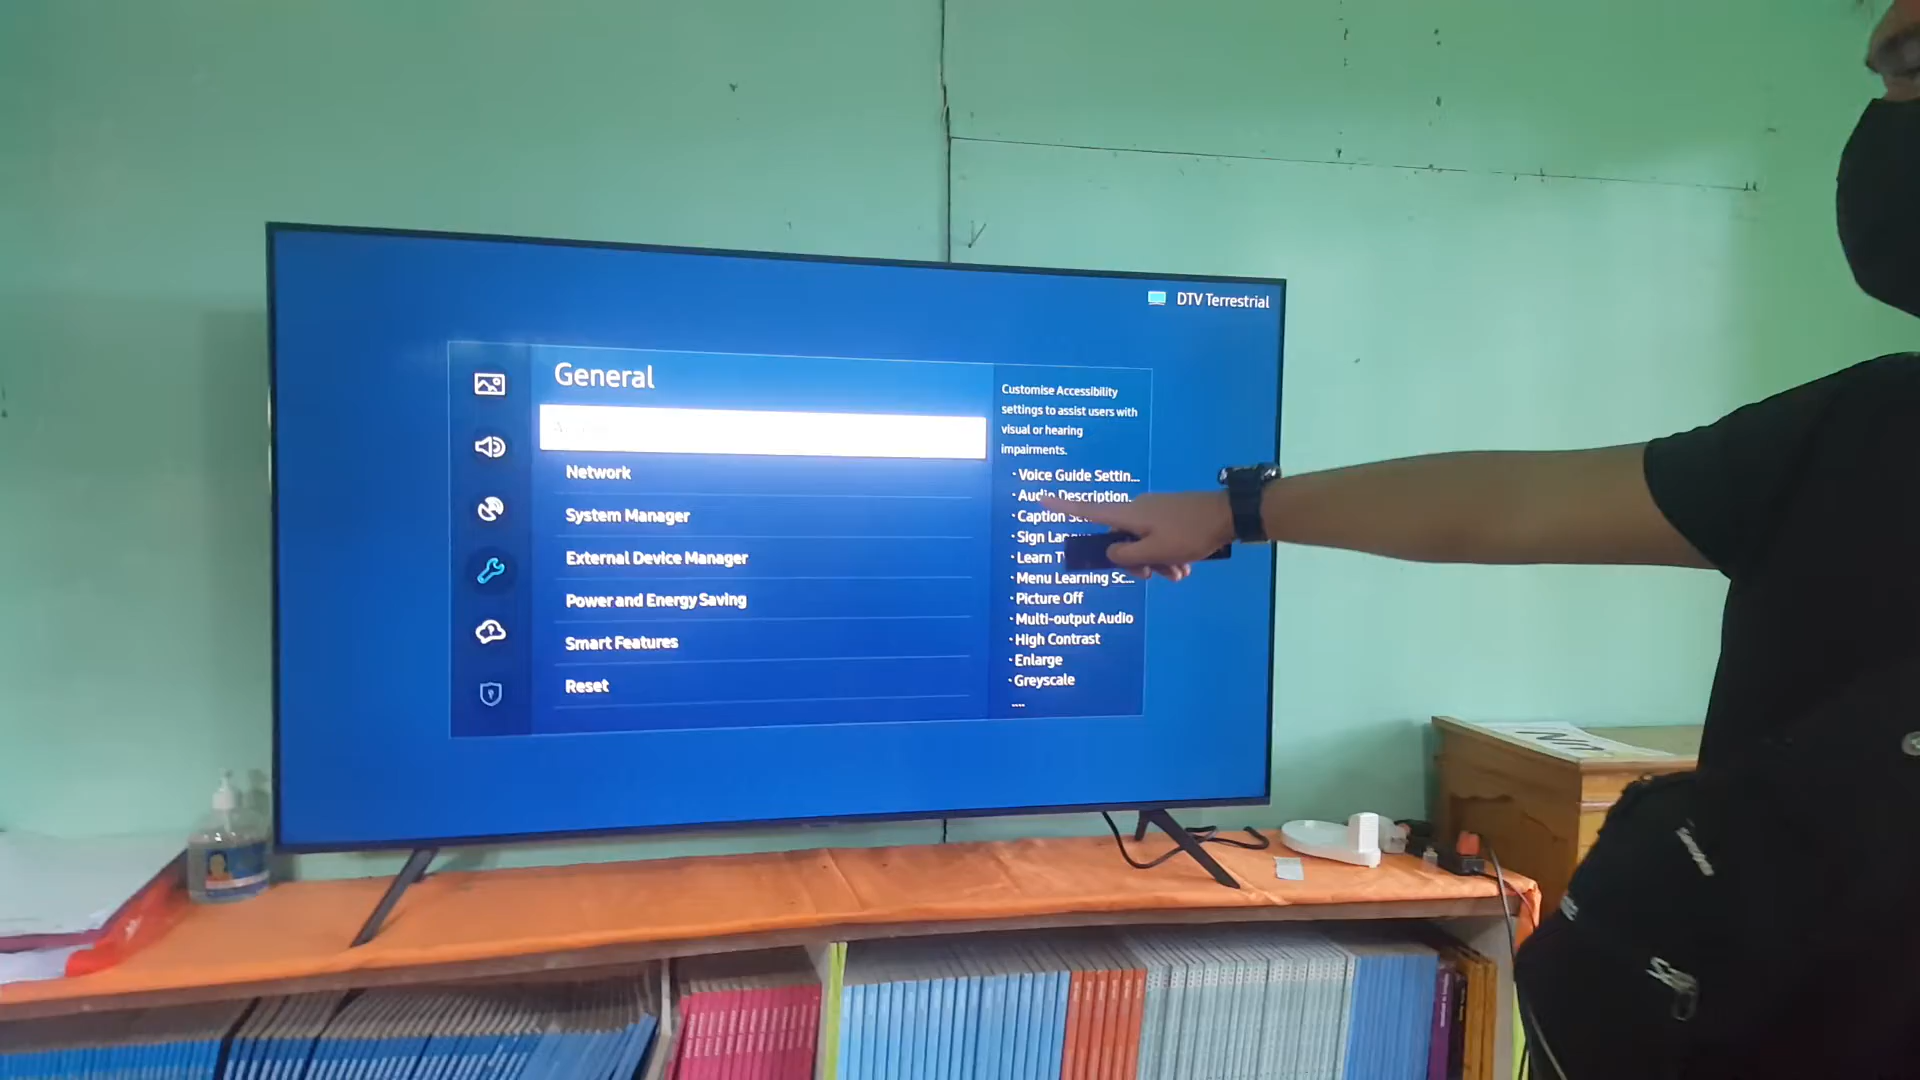 DTV Terrestrial
General
Network
System Manager
External Device Manager
Power and Energy Saving
Smart Features
Reset
Customise Accessibility
settings to assist users with
visual or hearing
impairments.
· Voice Guide Settin...
· Audio Description...
· Caption
· Sign
· Learn
· Menu Learning Sc...
· Picture Off
· Multi-output Audio
· High Contrast
· Enlarge
· Greyscale
....